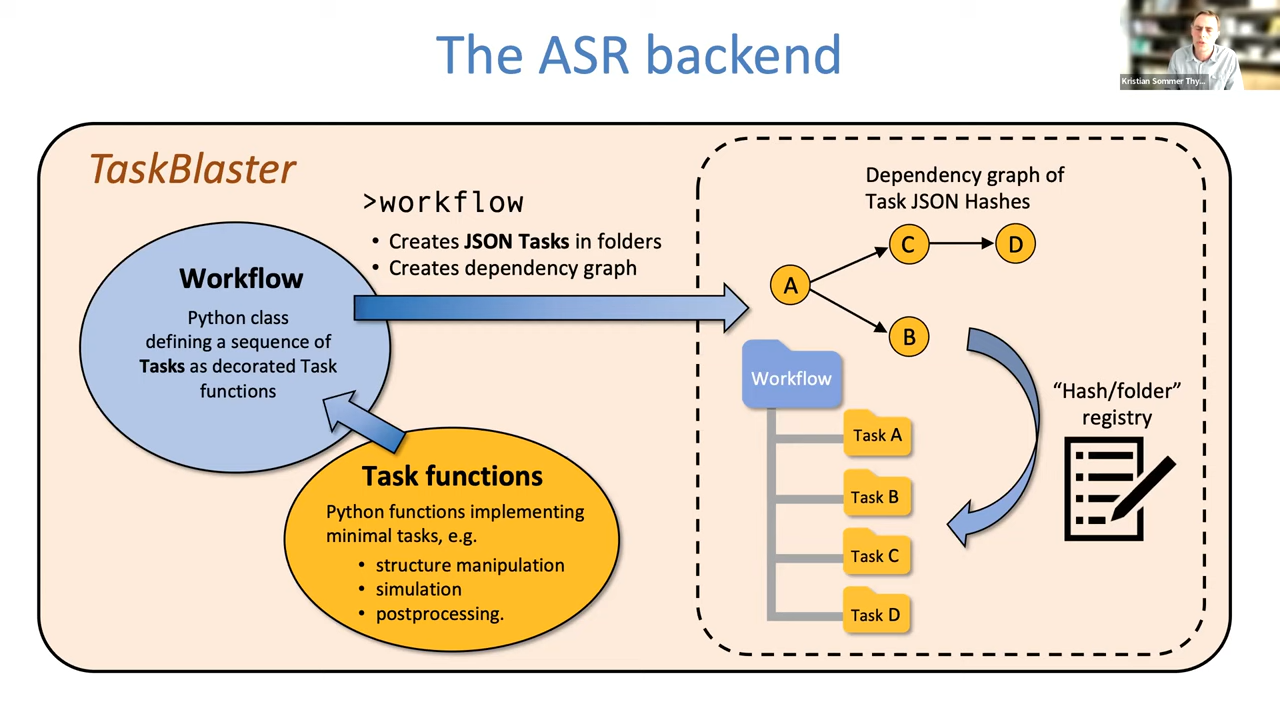 The ASR backend
Kristian Sommer Thy...
TaskBlaster
>workflow
• Creates JSON Tasks in folders
• Creates dependency graph
Workflow
Python class
defining a sequence of
Tasks as decorated Task
functions
Task functions
Python functions implementing
minimal tasks, e.g.
• structure manipulation
• simulation
• postprocessing.
Dependency graph of
Task JSON Hashes
A
C
D
B
Workflow
Task A
Task B
Task C
Task D
“Hash/folder”
registry